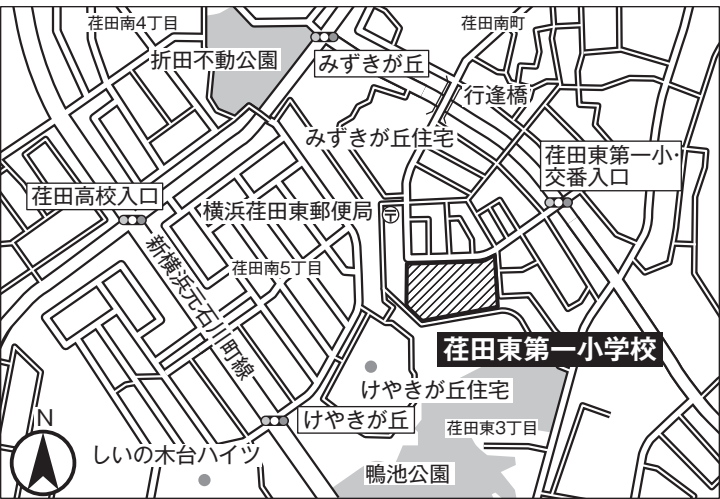 荏田南4丁目
荏田南町
折田不動公園
みずきが丘
行逢橋
みずきが丘住宅
荏田東第一小・
交番入口
荏田高校入口
横浜荏田東郵便局
〒
荏田南5丁目
新横浜元石川町線
荏田東第一小学校
けやきが丘住宅
けやきが丘
荏田東3丁目
N
しいの木台ハイツ
鴨池公園